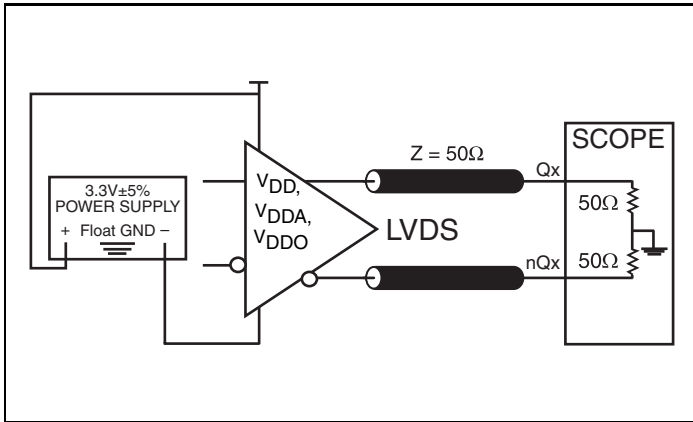 3.3V±5%
POWER SUPPLY
+ Float GND –
VDD,
VDDA,
VDDO
LVDS
Z = 50Ω
Qx
nQx
SCOPE
50Ω
50Ω